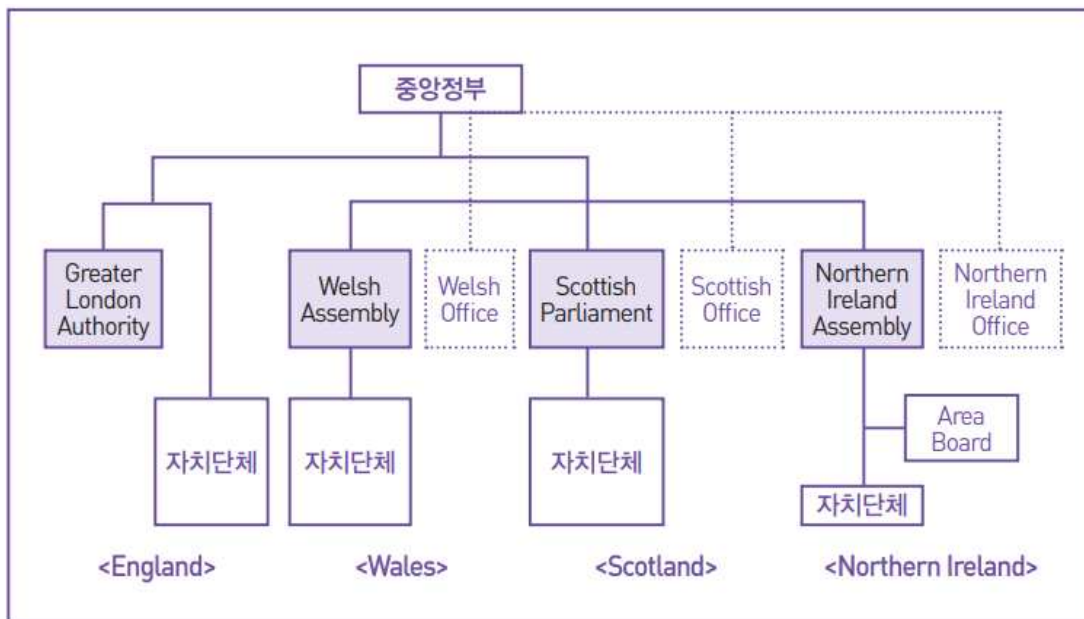 중앙정부
Greater
London
Authority
Welsh
Assembly
Welsh
Office
Scottish
Parliament
Scottish
Office
Northern
Ireland
Assembly
Northern
Ireland
Office
Area
Board
자치단체
자치단체
자치단체
자치단체
<England>
<Wales>
<Scotland>
<Northern Ireland>